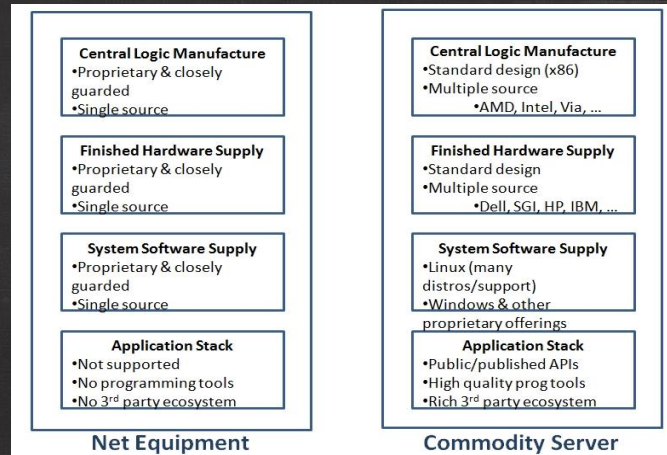 Central Logic Manufacture
•Proprietary & closely
guarded
•Single source
Finished Hardware Supply
•Proprietary & closely
guarded
•Single source
System Software Supply
•Proprietary & closely
guarded
•Single source
Application Stack
•Not supported
•No programming tools
•No 3rd party ecosystem
Net Equipment
Central Logic Manufacture
•Standard design (x86)
•Multiple source
•AMD, Intel, Via, ...
Finished Hardware Supply
•Standard design
•Multiple source
•Dell, SGI, HP, IBM, ...
System Software Supply
•Linux (many
distros/support)
•Windows & other
proprietary offerings
Application Stack
•Public/published APIs
•High quality prog tools
•Rich 3rd party ecosystem
Commodity Server